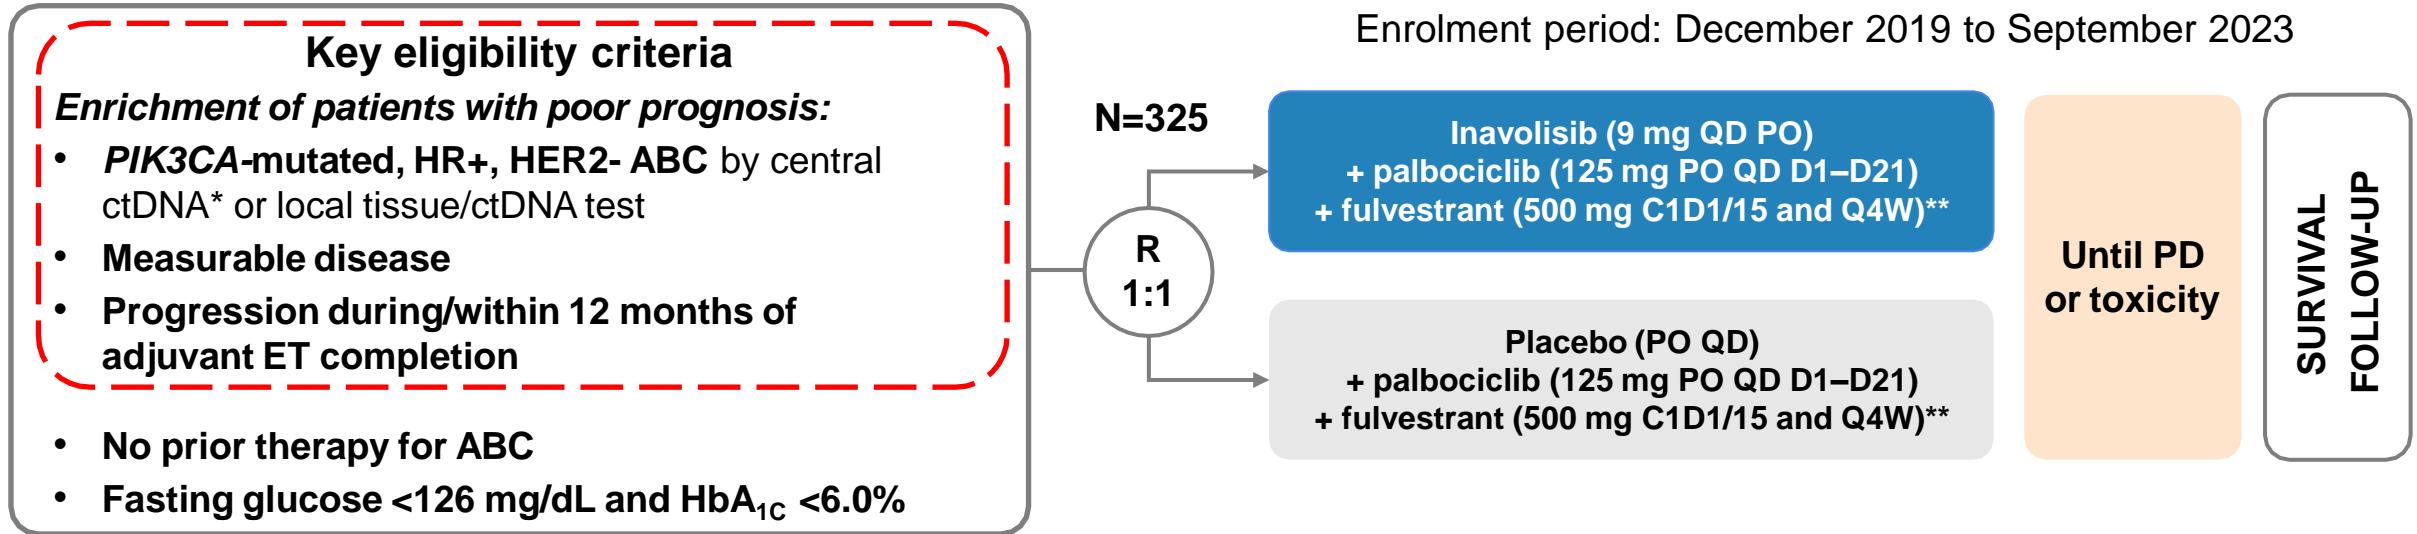 Key eligibility criteria
Enrichment of patients with poor prognosis:
• PIK3CA-mutated, HR+, HER2- ABC by central
ctDNA* or local tissue/ctDNA test
• Measurable disease
• Progression during/within 12 months of
adjuvant ET completion
• No prior therapy for ABC
• Fasting glucose <126 mg/dL and HbA1C <6.0%
Enrolment period: December 2019 to September 2023
N=325
R
1:1
Inavolisib (9 mg QD PO)
+ palbociclib (125 mg PO QD D1–D21)
+ fulvestrant (500 mg C1D1/15 and Q4W)**
Placebo (PO QD)
+ palbociclib (125 mg PO QD D1–D21)
+ fulvestrant (500 mg C1D1/15 and Q4W)**
Until PD
or toxicity
SURVIVAL
FOLLOW-UP